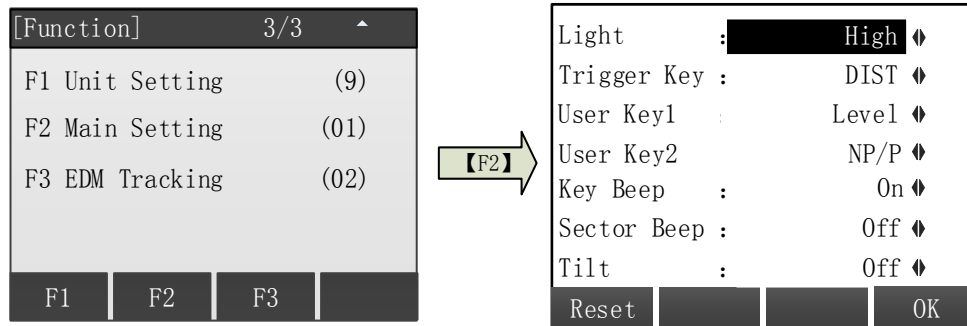 [Function] 3/3
F1 Unit Setting (9)
F2 Main Setting (01)
F3 EDM Tracking (02)
F1 F2 F3
【F2】
Light : High
Trigger Key : DIST
User Key1 : Level
User Key2 NP/P
Key Beep : On
Sector Beep : Off
Tilt : Off
Reset OK